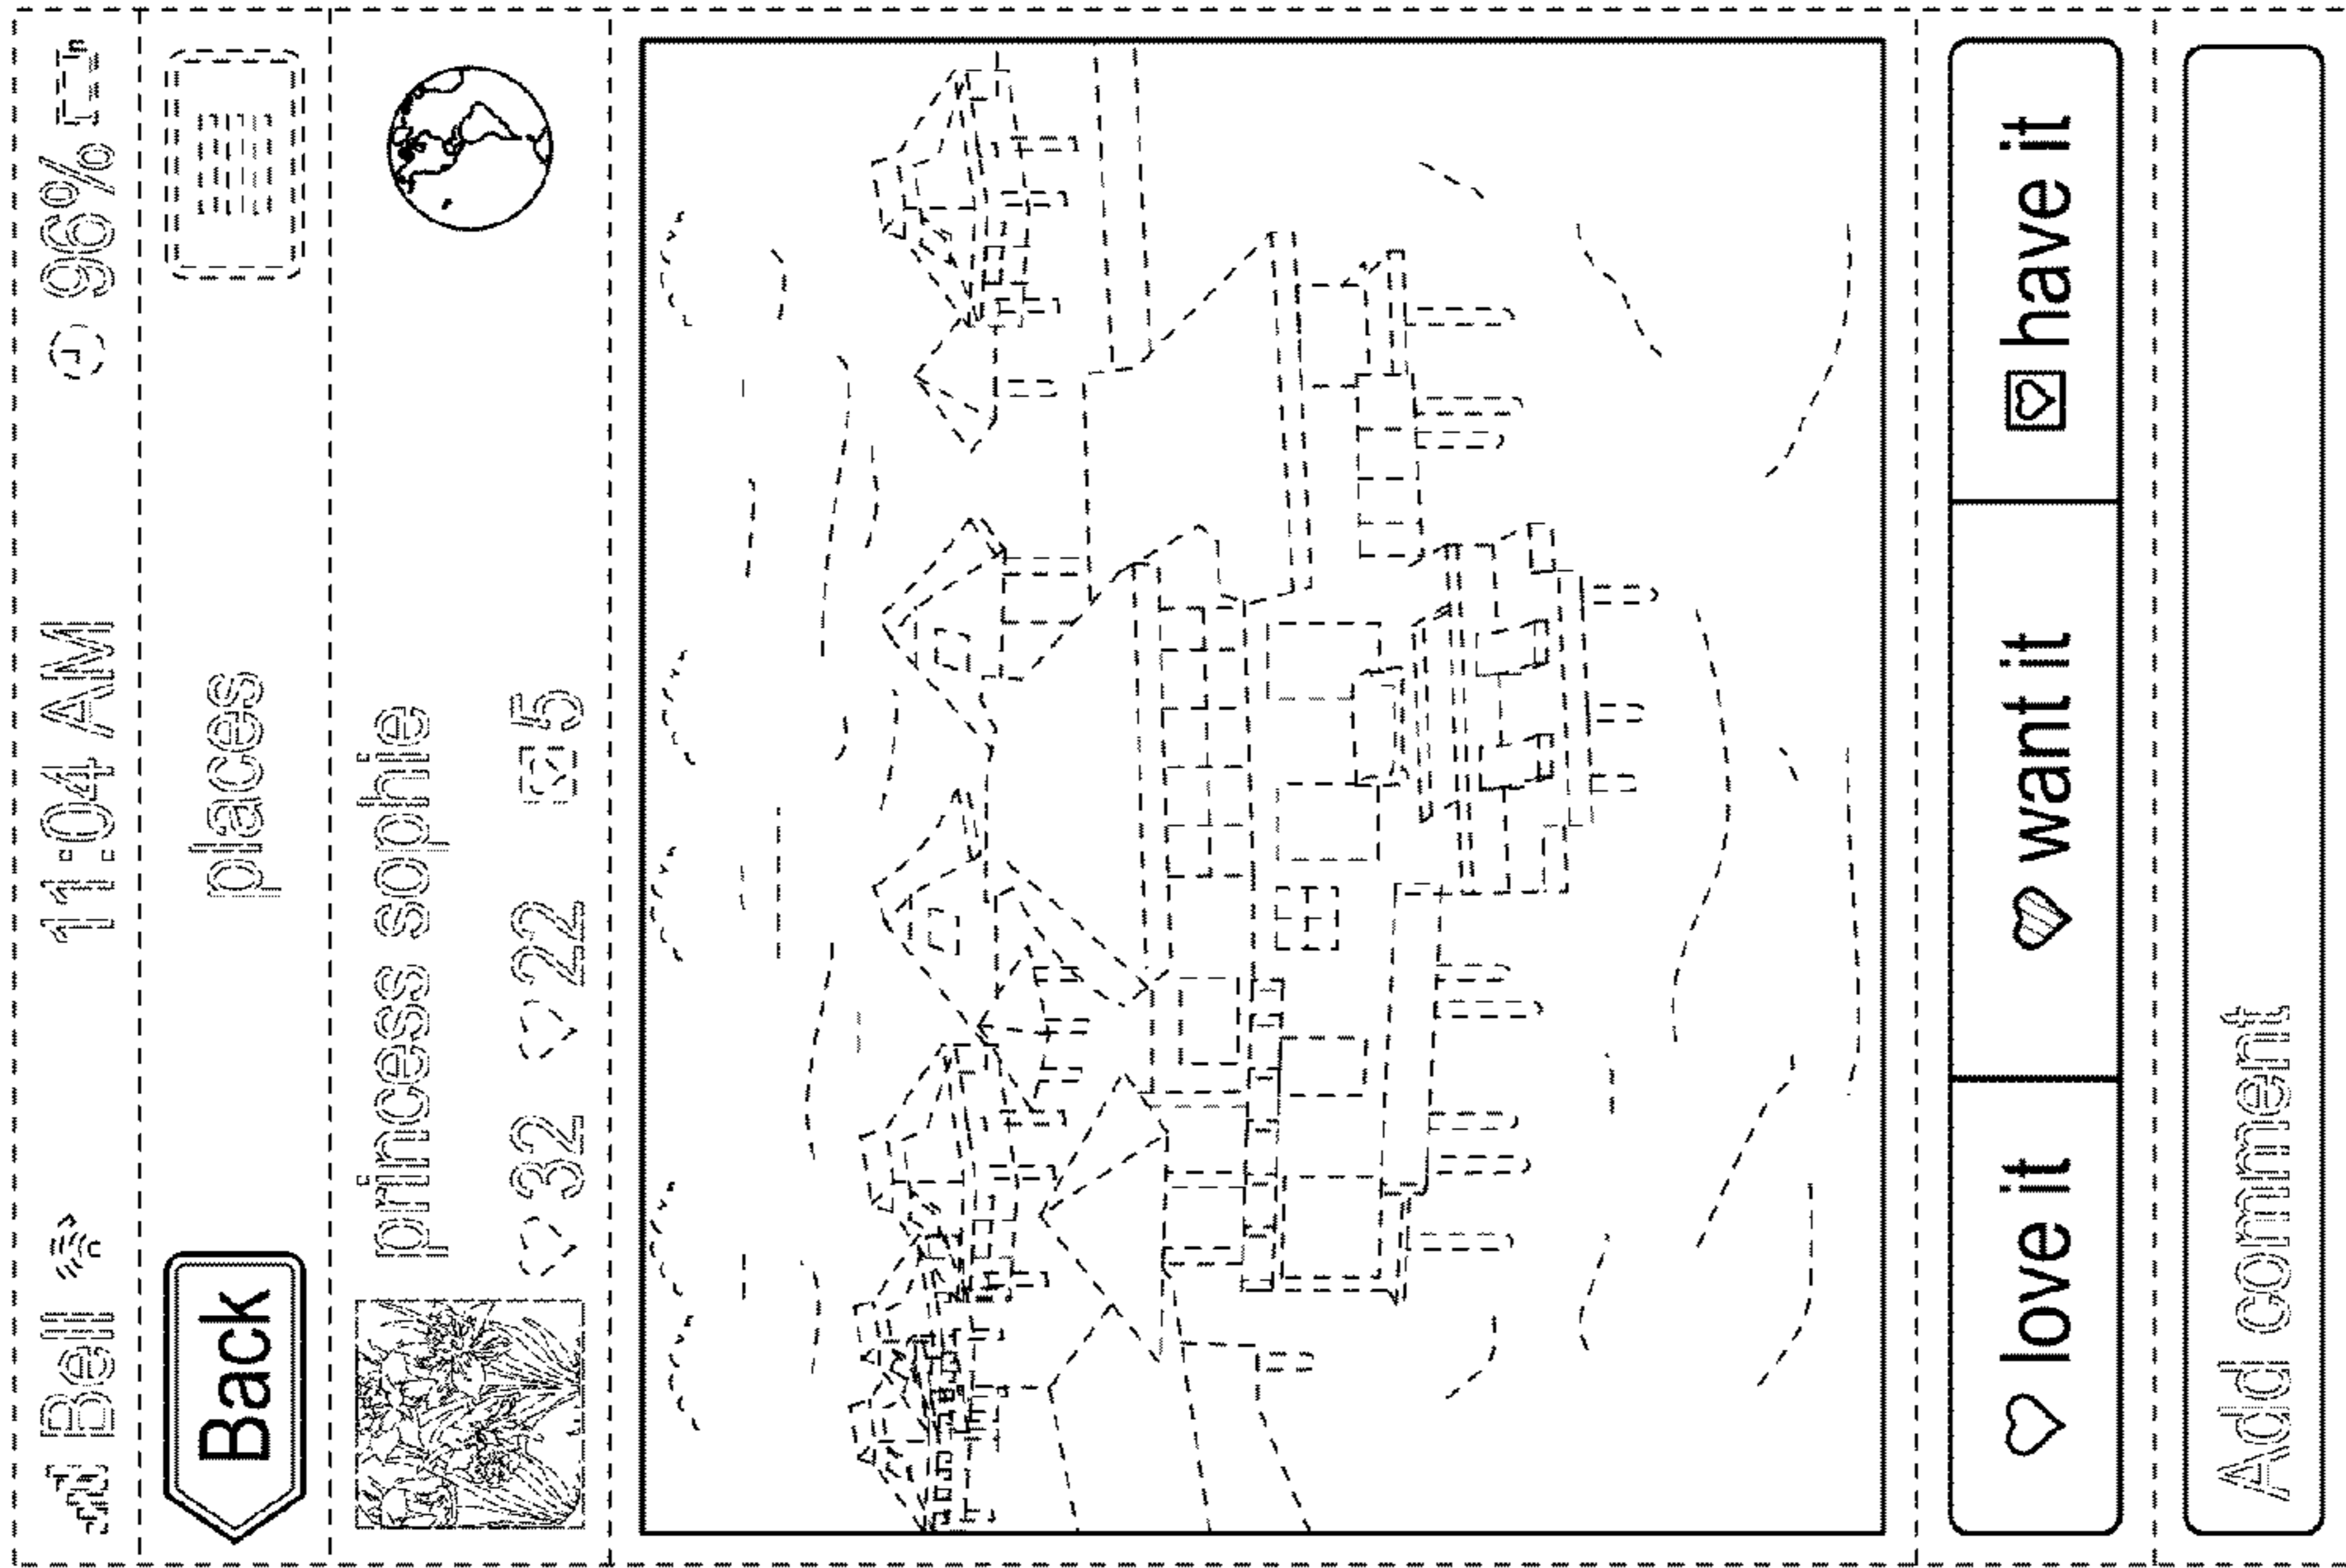 Bell 11:04 AM 96%
Back places
princess sophie
32 22 5
love it want it have it
Add comment